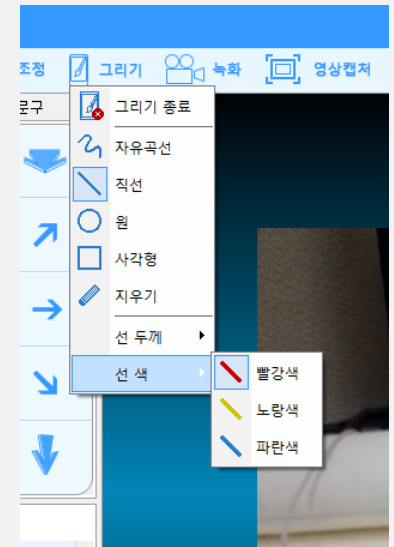 조정 그리기 녹화 영상캡처
문구
그리기 종료
자유곡선
직선
원
사각형
지우기
선 두께
선 색
빨강색
노랑색
파란색